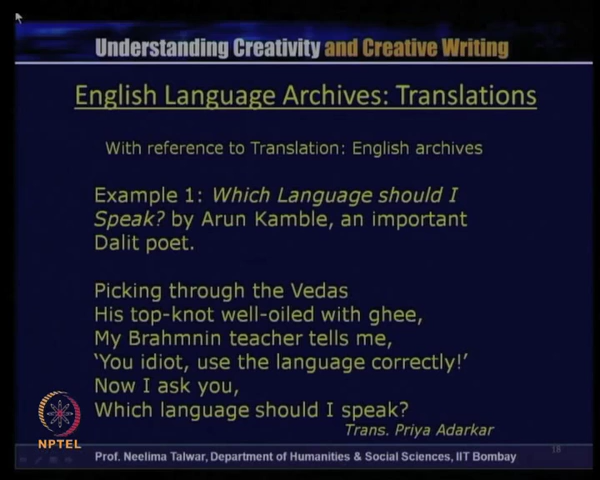 Understanding Creativity and Creative Writing
English Language Archives: Translations
With reference to Translation: English archives
Example 1: Which Language should I
Speak? by Arun Kamble, an important
Dalit poet.
Picking through the Vedas
His top-knot well-oiled with ghee,
My Brahmnin teacher tells me,
‘You idiot, use the language correctly!’
Now I ask you,
Which language should I speak?
Trans. Priya Adarkar
NPTEL
Prof. Neelima Talwar, Department of Humanities & Social Sciences, IIT Bombay
18